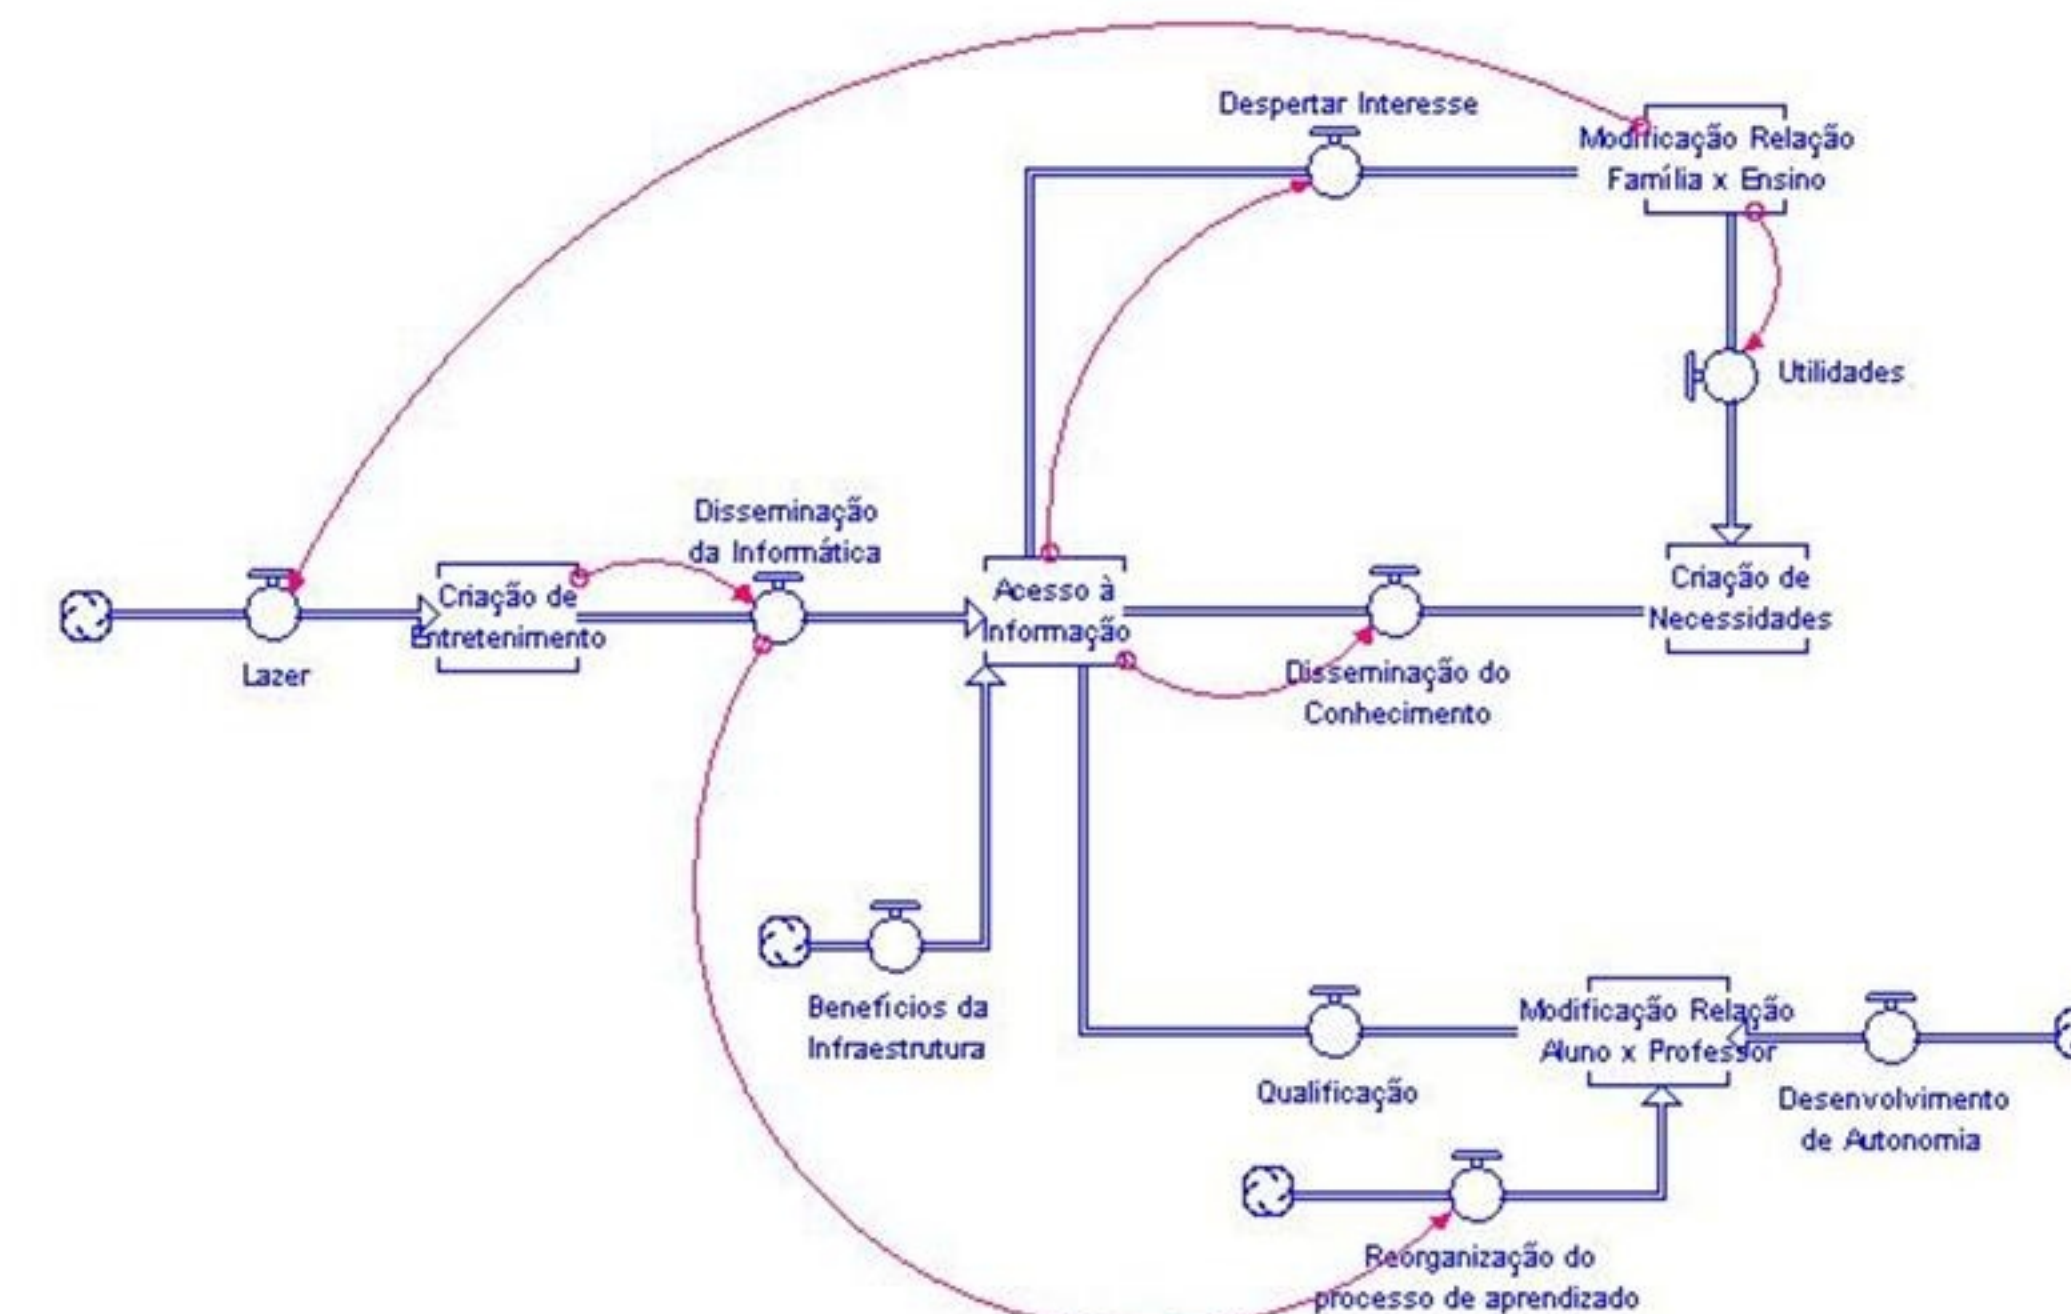 Despertar Interesse
Modificação Relação
Família x Ensino
Utilidades
Disseminação
da Informática
Criação de
Entretenimento
Lazer
Acesso à
Informação
Criação de
Necessidades
Disseminação do
Conhecimento
Benefícios da
Infraestrutura
Modificação Relação
Aluno x Professor
Qualificação
Desenvolvimento
de Autonomia
Reorganização do
processo de aprendizado